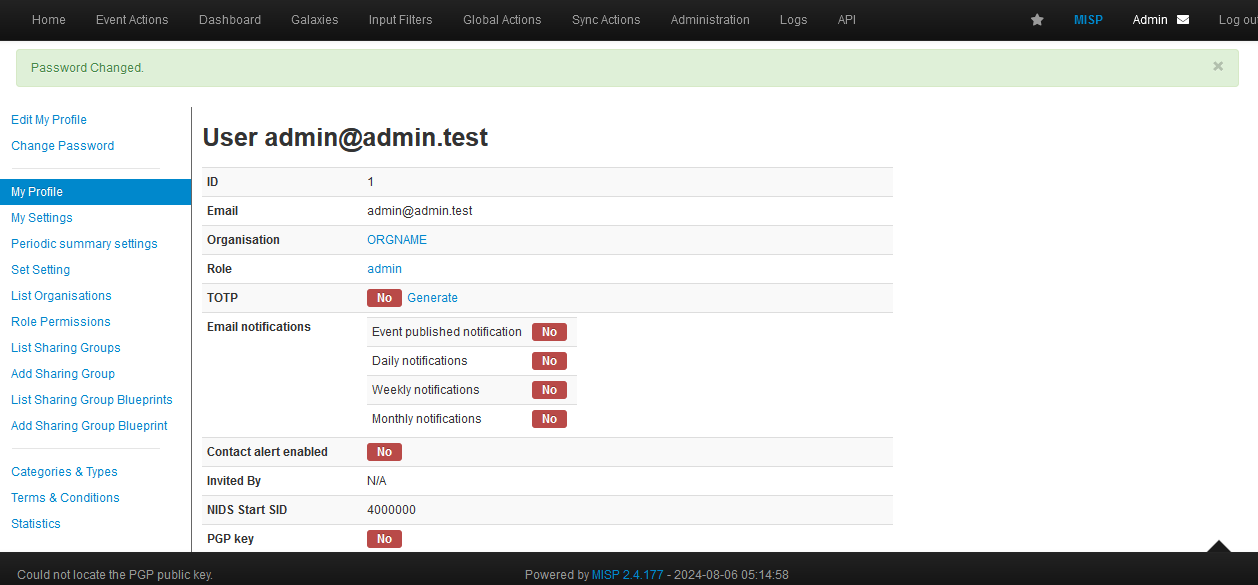 Home Event Actions Dashboard Galaxies Input Filters Global Actions Sync Actions Administration Logs API MISP Admin Log ou
Password Changed. ×
Edit My Profile
Change Password
My Profile
My Settings
Periodic summary settings
Set Setting
List Organisations
Role Permissions
List Sharing Groups
Add Sharing Group
List Sharing Group Blueprints
Add Sharing Group Blueprint
Categories & Types
Terms & Conditions
Statistics
User admin@admin.test
ID 1
Email admin@admin.test
Organisation ORGNAME
Role admin
TOTP No Generate
Email notifications Event published notification No
Daily notifications No
Weekly notifications No
Monthly notifications No
Contact alert enabled No
Invited By N/A
NIDS Start SID 4000000
PGP key No
Could not locate the PGP public key. Powered by MISP 2.4.177 - 2024-08-06 05:14:58